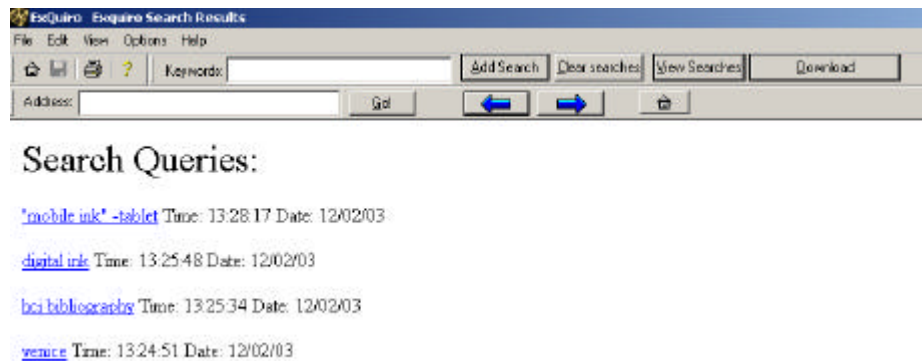 ExQuiro Exquiro Search Results
File Edit View Options Help
Keywords: Add Search Clear searches View Searches Download
Address: Go!
Search Queries:
"mobile ink" -tablet Time: 13:28:17 Date: 12/02/03
digital ink Time: 13:25:48 Date: 12/02/03
hci bibliography Time: 13:25:34 Date: 12/02/03
venice Time: 13:24:51 Date: 12/02/03